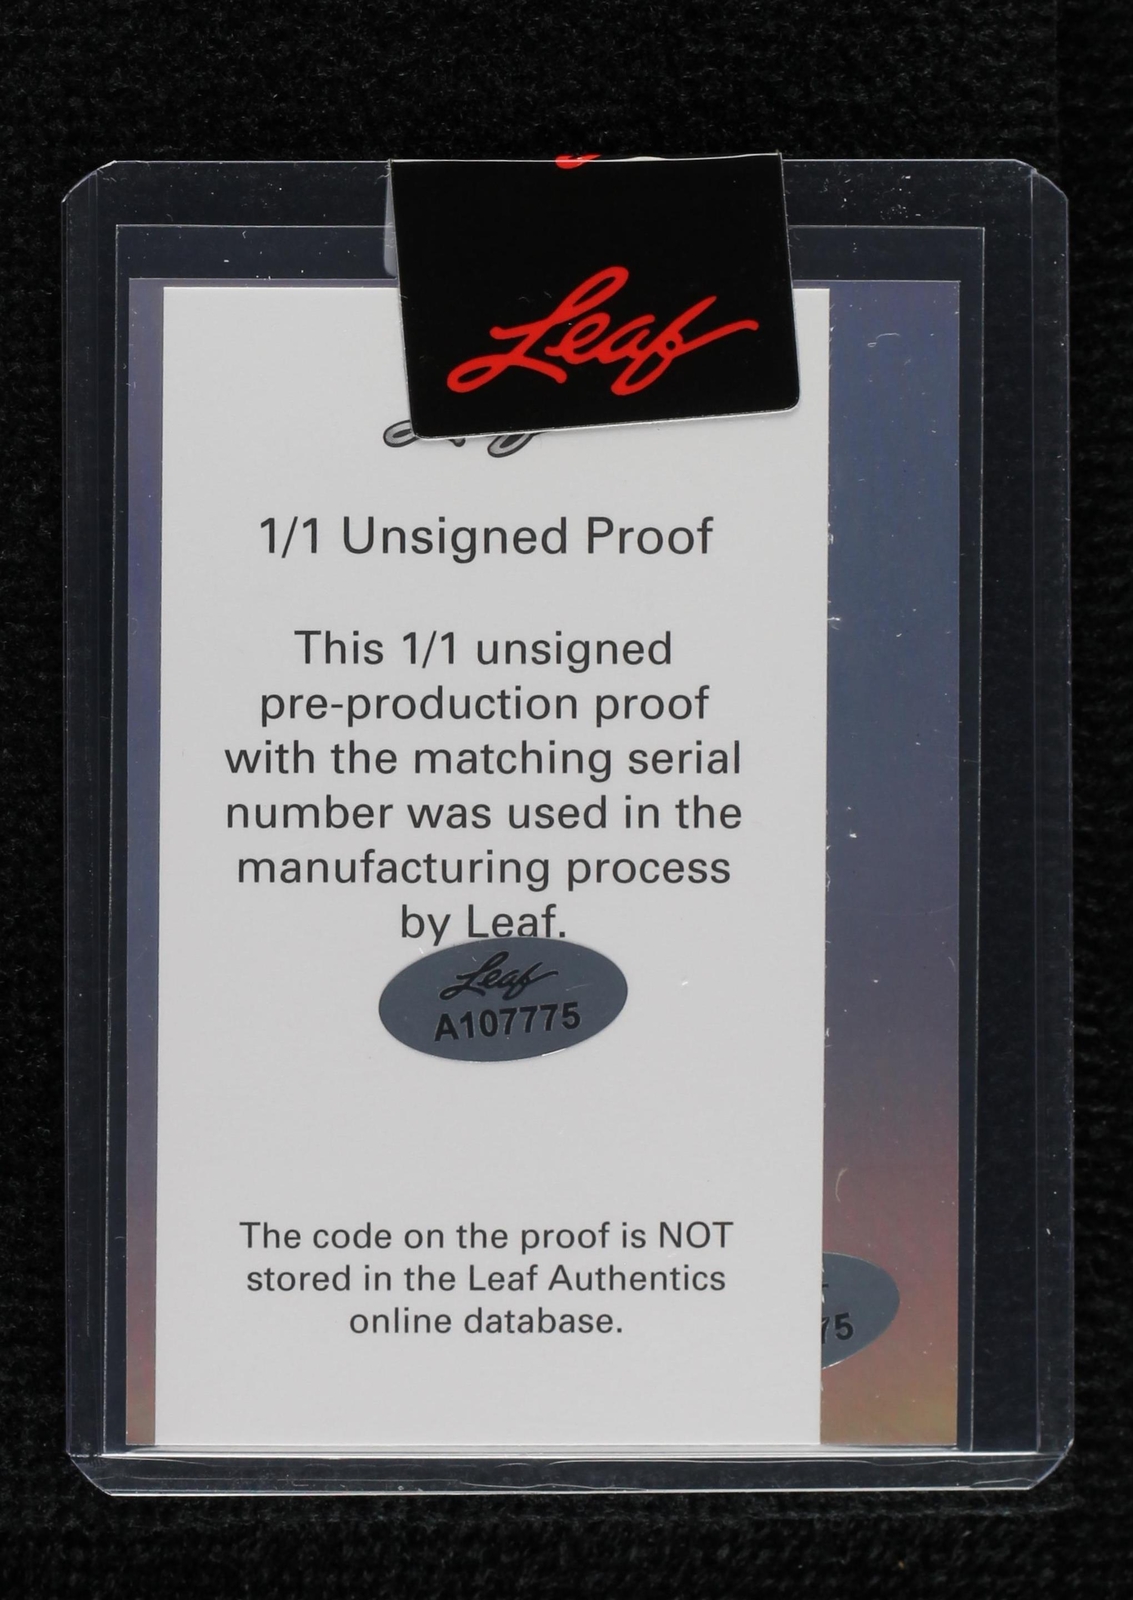 Leaf
1/1 Unsigned Proof
This 1/1 unsigned
pre-production proof
with the matching serial
number was used in the
manufacturing process
by Leaf.
Leaf
A107775
The code on the proof is NOT
stored in the Leaf Authentics
online database.
75